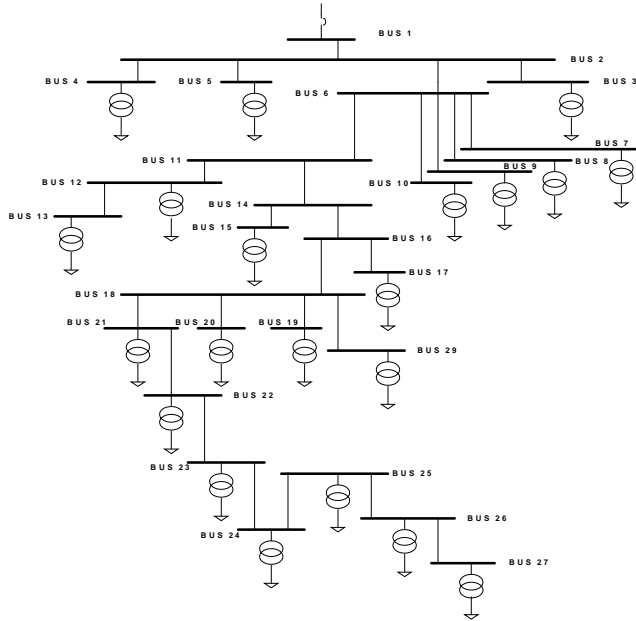 BUS 1
BUS 2
BUS 4
BUS 5
BUS 3
BUS 6
BUS 7
BUS 11
BUS 8
BUS 9
BUS 12
BUS 10
BUS 14
BUS 13
BUS 15
BUS 16
BUS 17
BUS 18
BUS 21
BUS 20
BUS 19
BUS 29
BUS 22
BUS 23
BUS 25
BUS 26
BUS 24
BUS 27